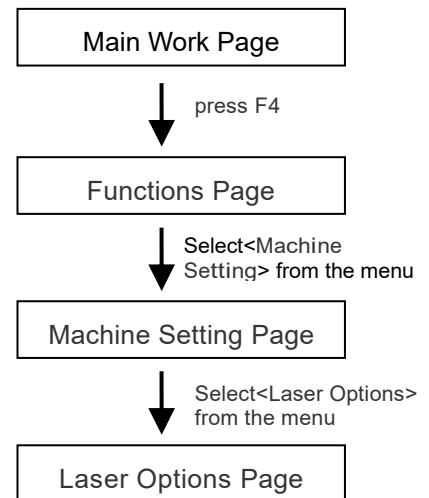 Main Work Page
press F4
Functions Page
Select<Machine
Setting> from the menu
Machine Setting Page
Select<Laser Options>
from the menu
Laser Options Page